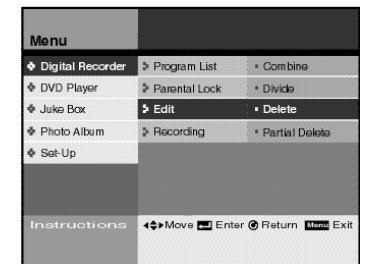 Menu
Digital Recorder Program List Combine
DVD Player Parental Lock Divide
Juke Box Edit Delete
Photo Album Recording Partial Delete
Set-Up
Instructions Move Enter Return Menu Exit